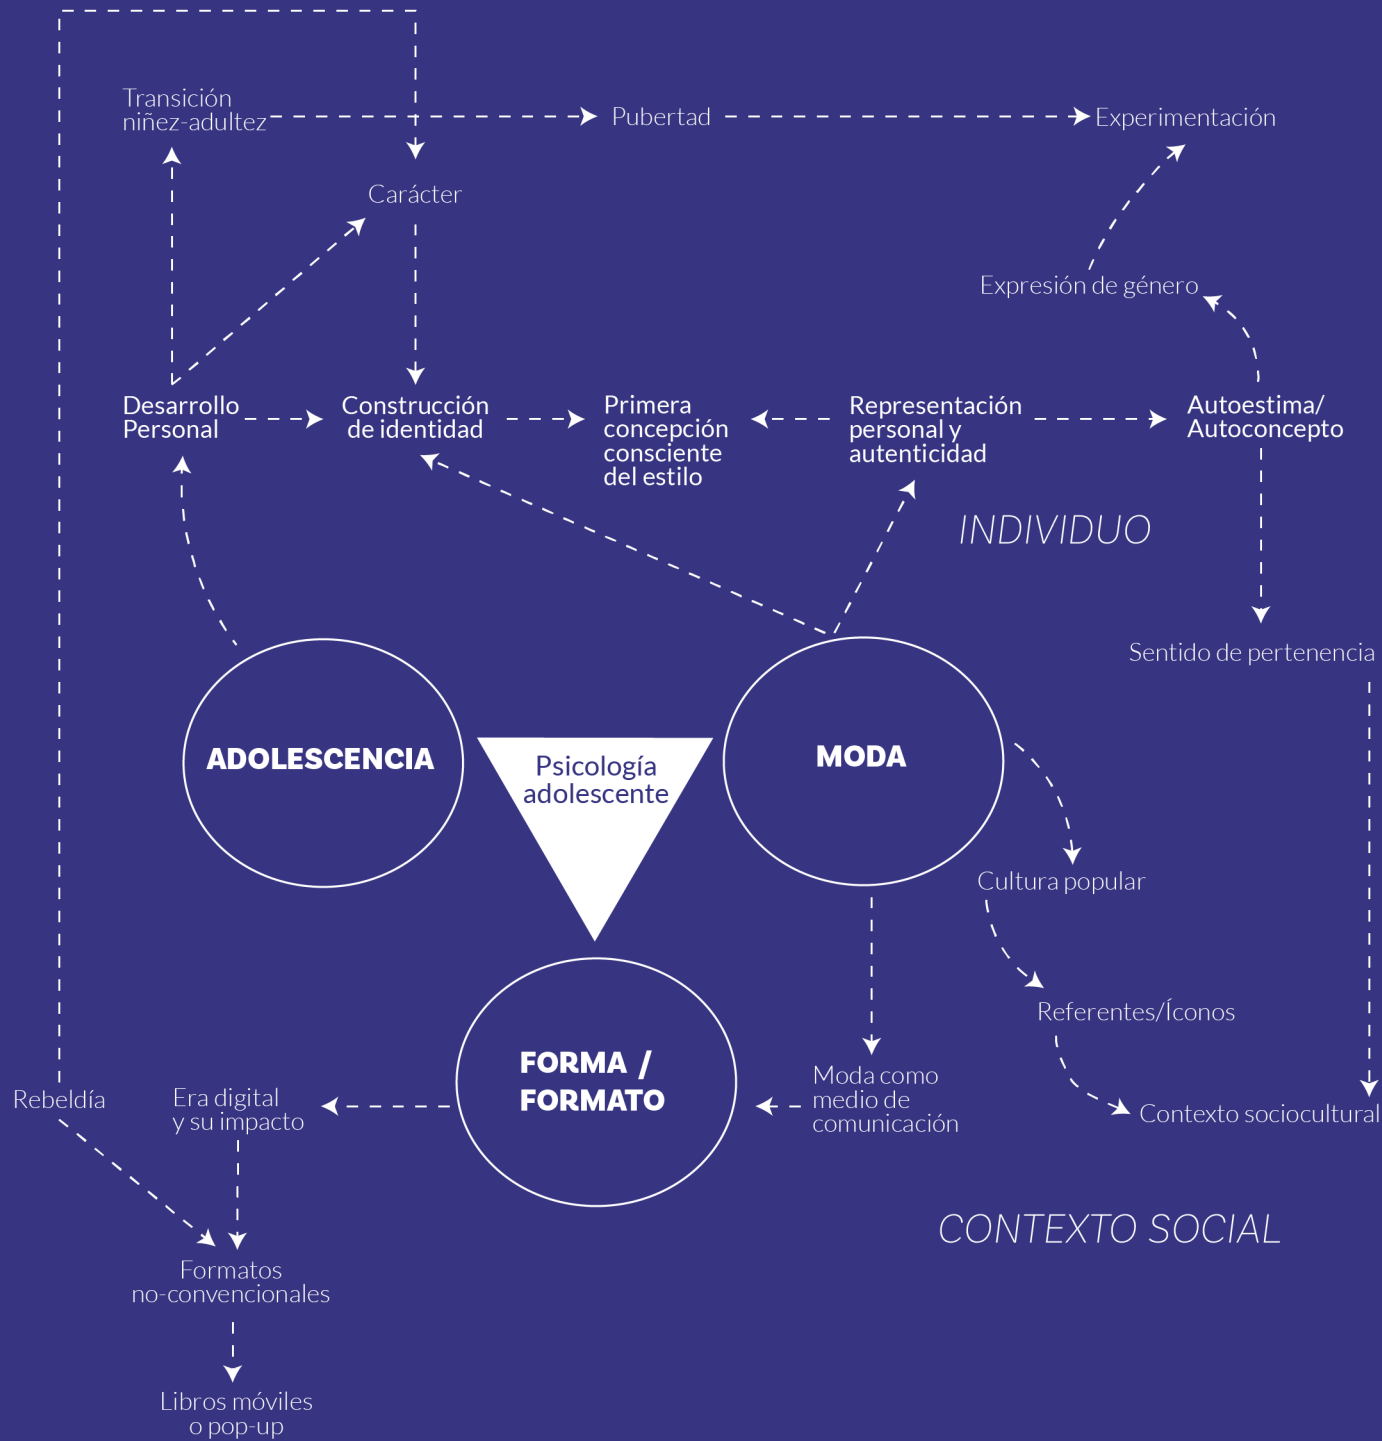 Transición
niñez-adultez
Pubertad
Experimentación
Carácter
Expresión de género
Desarrollo
Personal
Construcción
de identidad
Primera
concepción
consciente
del estilo
Representación
personal y
autenticidad
Autoestima/
Autoconcepto
INDIVIDUO
Sentido de pertenencia
ADOLESCENCIA
Psicología
adolescente
MODA
Cultura popular
Referentes/Íconos
FORMA /
FORMATO
Moda como
medio de
comunicación
Contexto sociocultural
Rebeldía
Era digital
y su impacto
CONTEXTO SOCIAL
Formatos
no-convencionales
Libros móviles
o pop-up